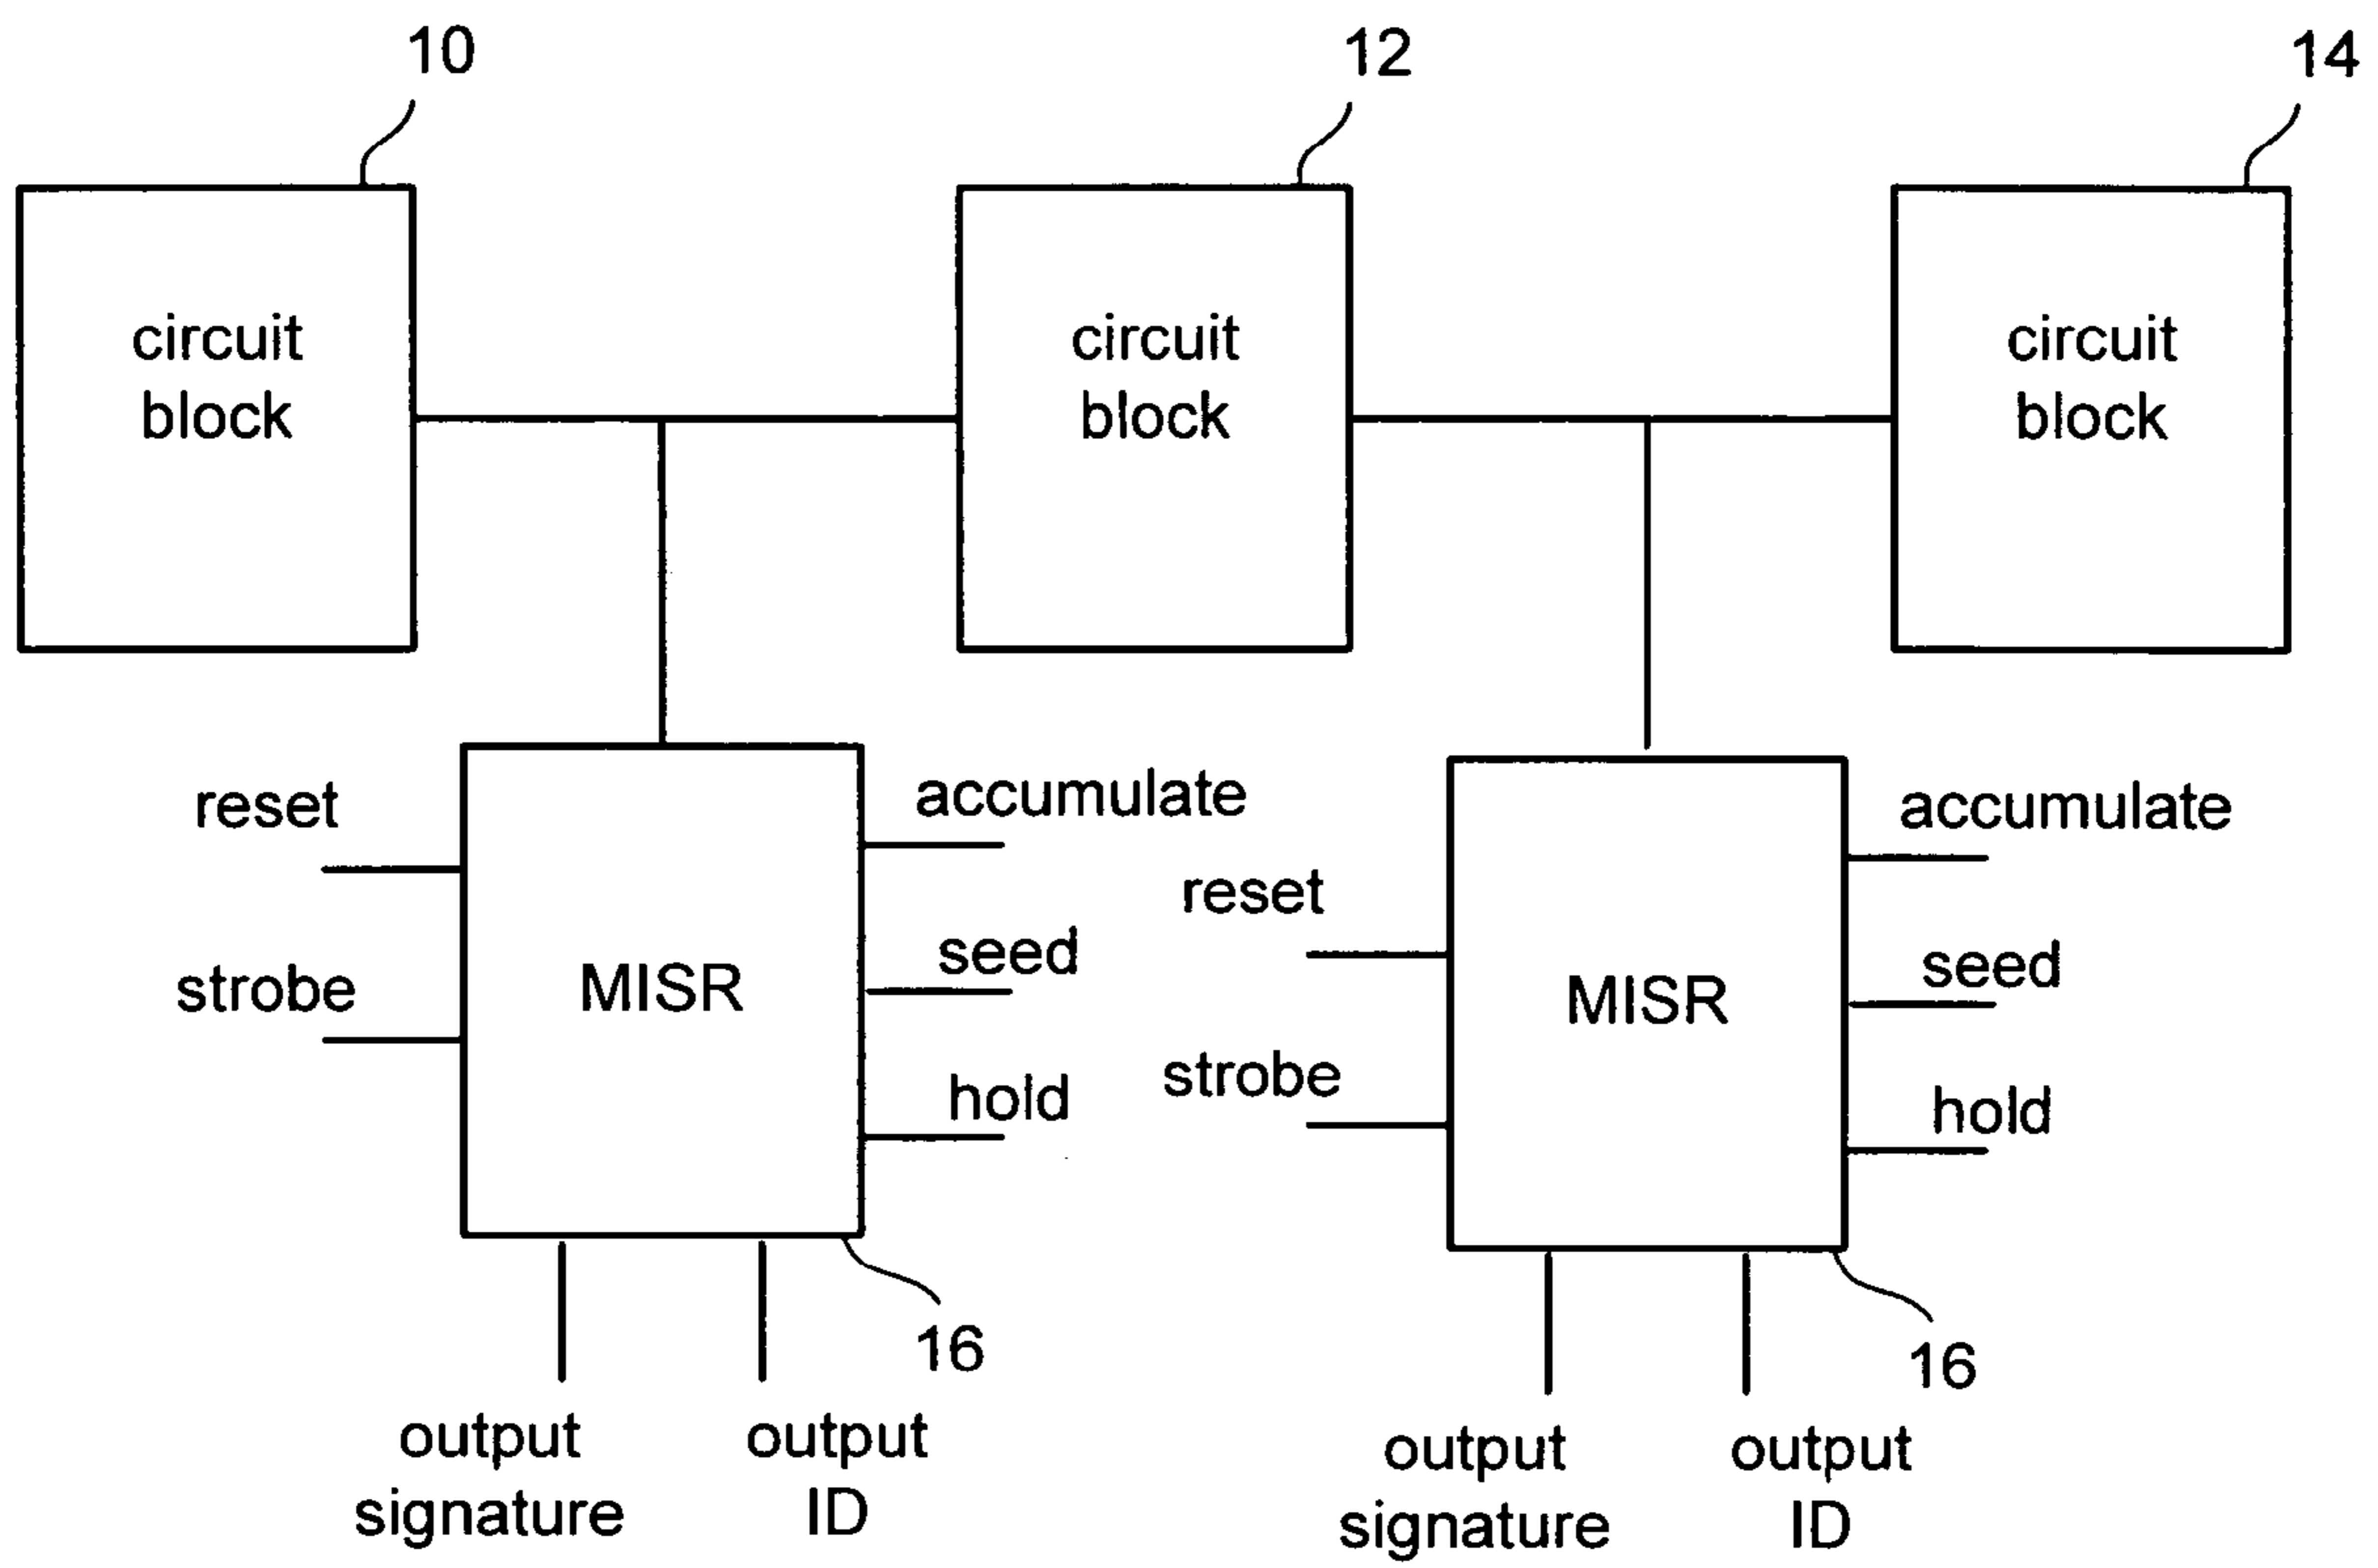 10
12
14
circuit
block
circuit
block
circuit
block
reset
strobe
MISR
accumulate
seed
hold
reset
strobe
MISR
accumulate
seed
hold
16
16
output
signature
output
ID
output
signature
output
ID